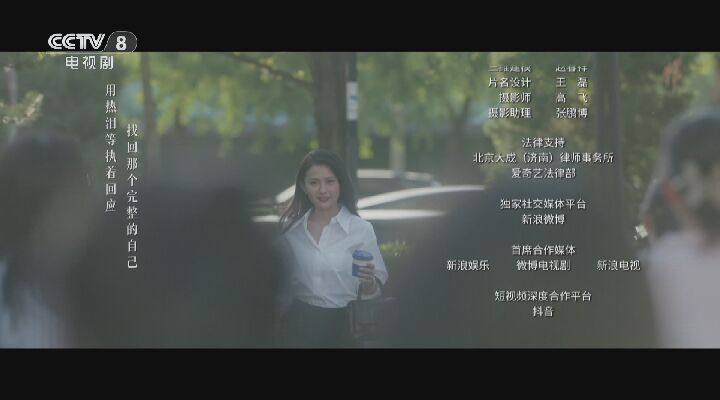 CCTV 8
电视剧
用热泪等执着回应
找回那个完整的自己
片名设计 王磊
摄影师 高飞
摄影助理 张鹏博
法律支持
北京大成（济南）律师事务所
爱奇艺法律部
独家社交媒体平台
新浪微博
首席合作媒体
新浪娱乐 微博电视剧 新浪电视
短视频深度合作平台
抖音